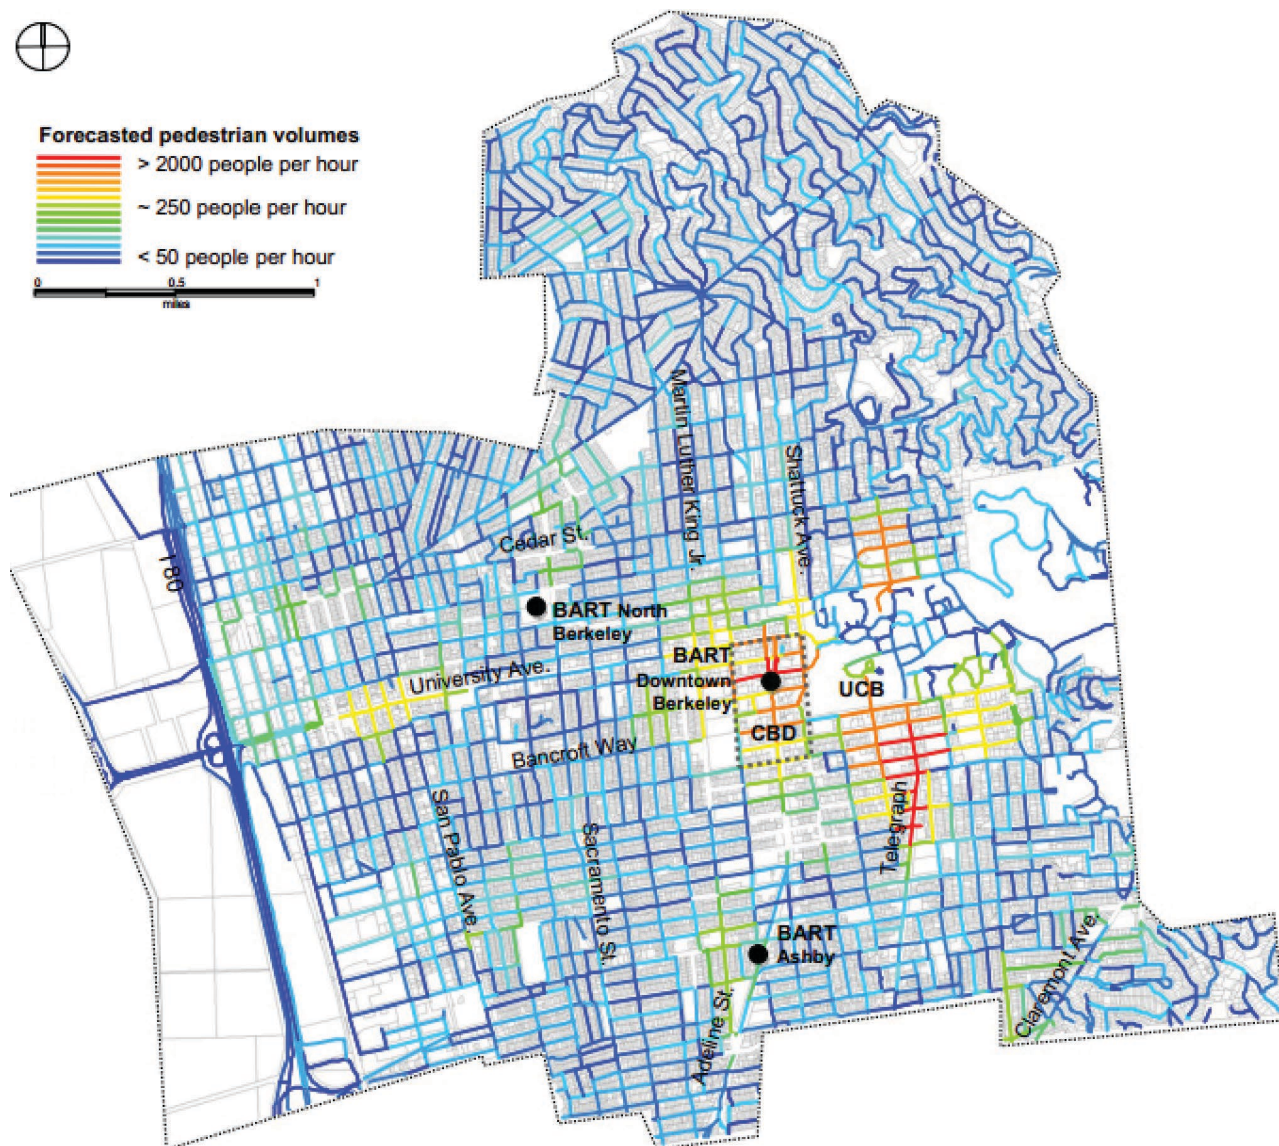 Forecasted pedestrian volumes
> 2000 people per hour
~ 250 people per hour
< 50 people per hour
0
0.5
1
miles
Martin Luther King Jr.
Shattuck Ave.
I 80
Cedar St.
BART North
Berkeley
University Ave.
BART
Downtown
Berkeley
UCB
CBD
Bancroft Way
San Pablo Ave.
Sacramento St.
Telegraph
BART
Ashby
Adeline St.
Claremont Ave.